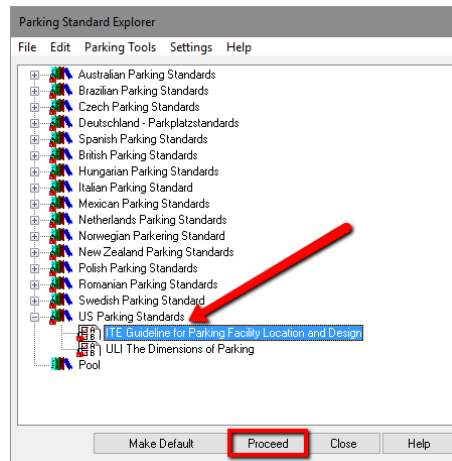 Parking Standard Explorer
File Edit Parking Tools Settings Help
Australian Parking Standards
Brazilian Parking Standards
Czech Parking Standards
Deutschland - Parkplatzstandards
Spanish Parking Standards
British Parking Standards
Hungarian Parking Standards
Italian Parking Standard
Mexican Parking Standards
Netherlands Parking Standards
Norwegian Parkering Standard
New Zealand Parking Standards
Polish Parking Standards
Romanian Parking Standards
Swedish Parking Standard
US Parking Standards
ITE Guideline for Parking Facility Location and Design
ULI The Dimensions of Parking
Pool
Make Default Proceed Close Help